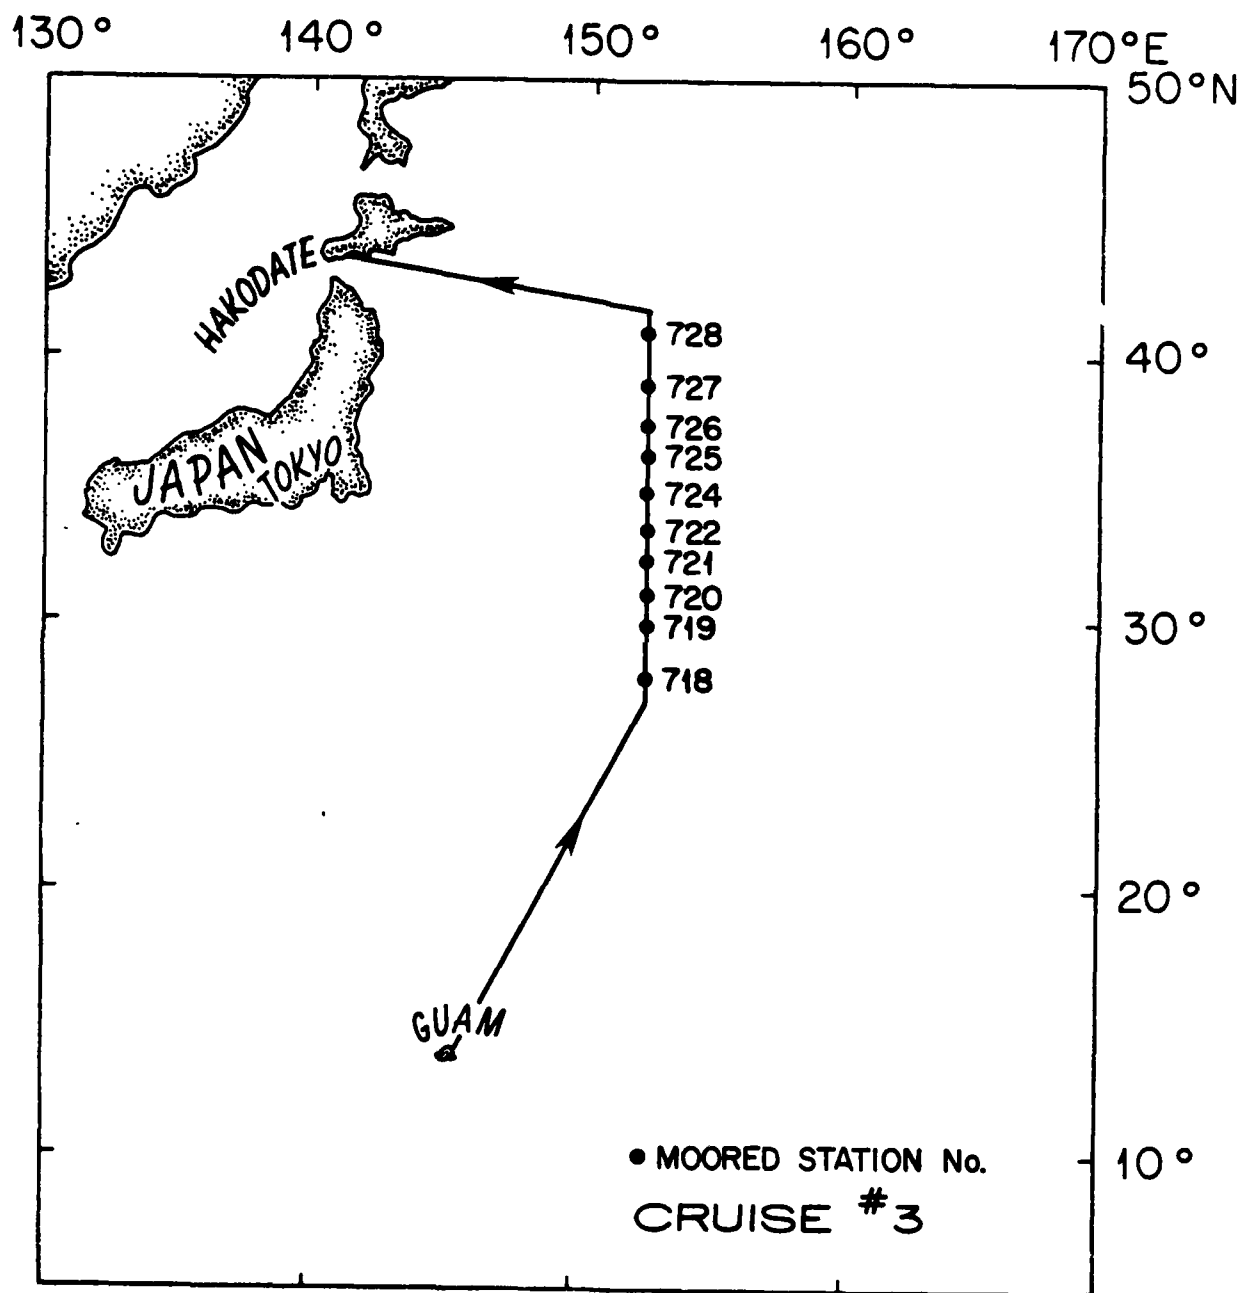 130° 140° 150° 160° 170°E
50°N
HAKODATE
728
40°
727
726
725
JAPAN
TOKYO
724
722
721
720
719
30°
718
20°
GUAM
• MOORED STATION No.
10°
CRUISE #3